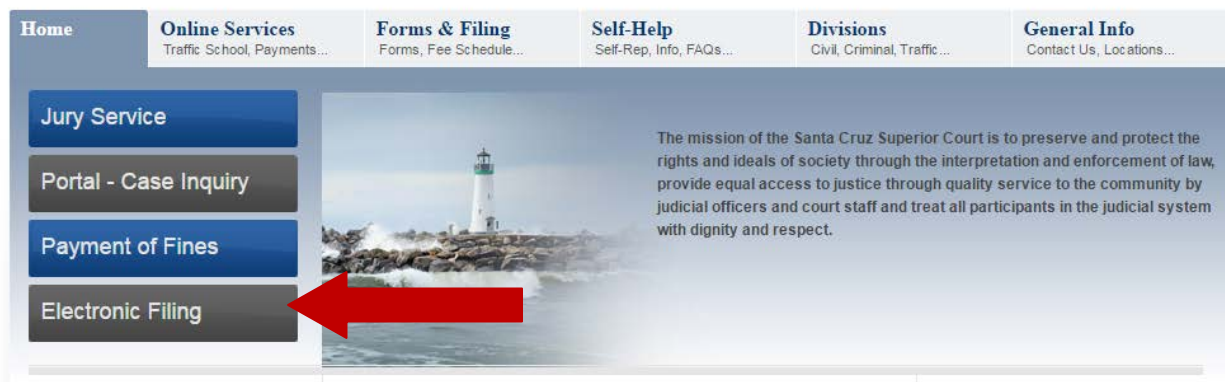 Home
Online Services
Traffic School, Payments...
Forms & Filing
Forms, Fee Schedule...
Self-Help
Self-Rep, Info, FAQs...
Divisions
Civil, Criminal, Traffic...
General Info
Contact Us, Locations...
Jury Service
Portal - Case Inquiry
Payment of Fines
Electronic Filing
The mission of the Santa Cruz Superior Court is to preserve and protect the
rights and ideals of society through the interpretation and enforcement of law,
provide equal access to justice through quality service to the community by
judicial officers and court staff and treat all participants in the judicial system
with dignity and respect.